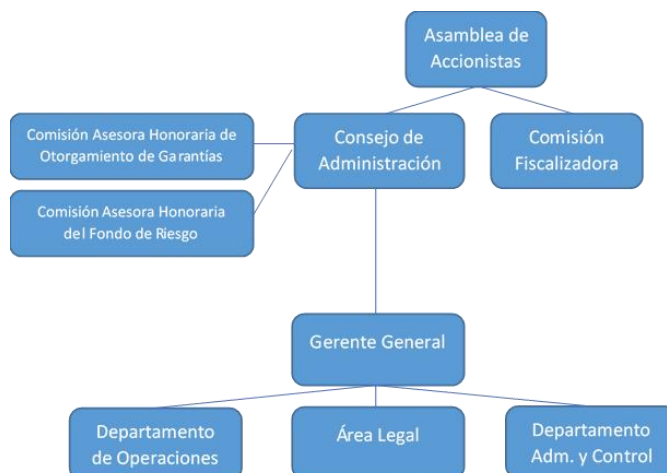 Asamblea de
Accionistas
Comisión Asesora Honoraria de
Otorgamiento de Garantías
Consejo de
Administración
Comisión
Fiscalizadora
Comisión Asesora Honoraria
del Fondo de Riesgo
Gerente General
Departamento
de Operaciones
Área Legal
Departamento
Adm. y Control